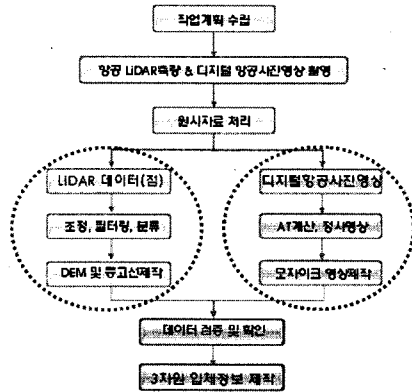 작업계획 수립
항공 LiDAR측량 & 디지털 항공사진영상 촬영
원시자료 처리
LiDAR 데이터(점)
디지털항공사진영상
조정, 필터링, 분류
AT계산, 정사영상
DEM 및 등고선제작
모자이크 영상제작
데이터 검증 및 확인
3차원 입체정보 제작